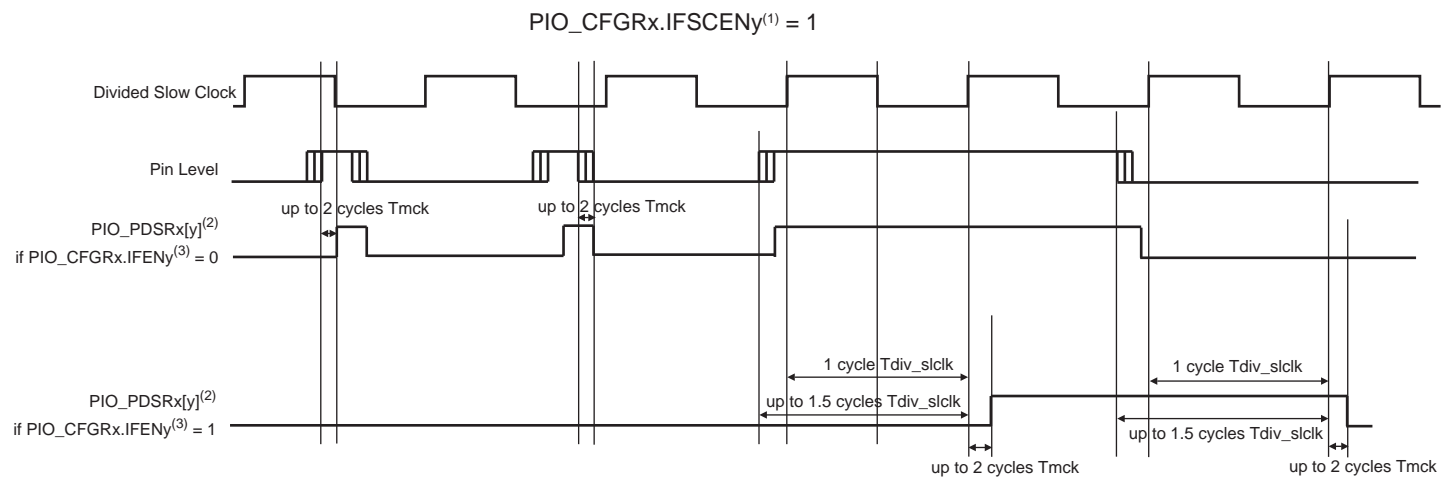 PIO_CFGRx.IFSCENy(1) = 1
Divided Slow Clock
Pin Level
up to 2 cycles Tmck
up to 2 cycles Tmck
PIO_PDSRx[y](2)
if PIO_CFGRx.IFENy(3) = 0
1 cycle Tdiv_slclk
1 cycle Tdiv_slclk
PIO_PDSRx[y](2)
up to 1.5 cycles Tdiv_slclk
if PIO_CFGRx.IFENy(3) = 1
up to 1.5 cycles Tdiv_slclk
up to 2 cycles Tmck
up to 2 cycles Tmck